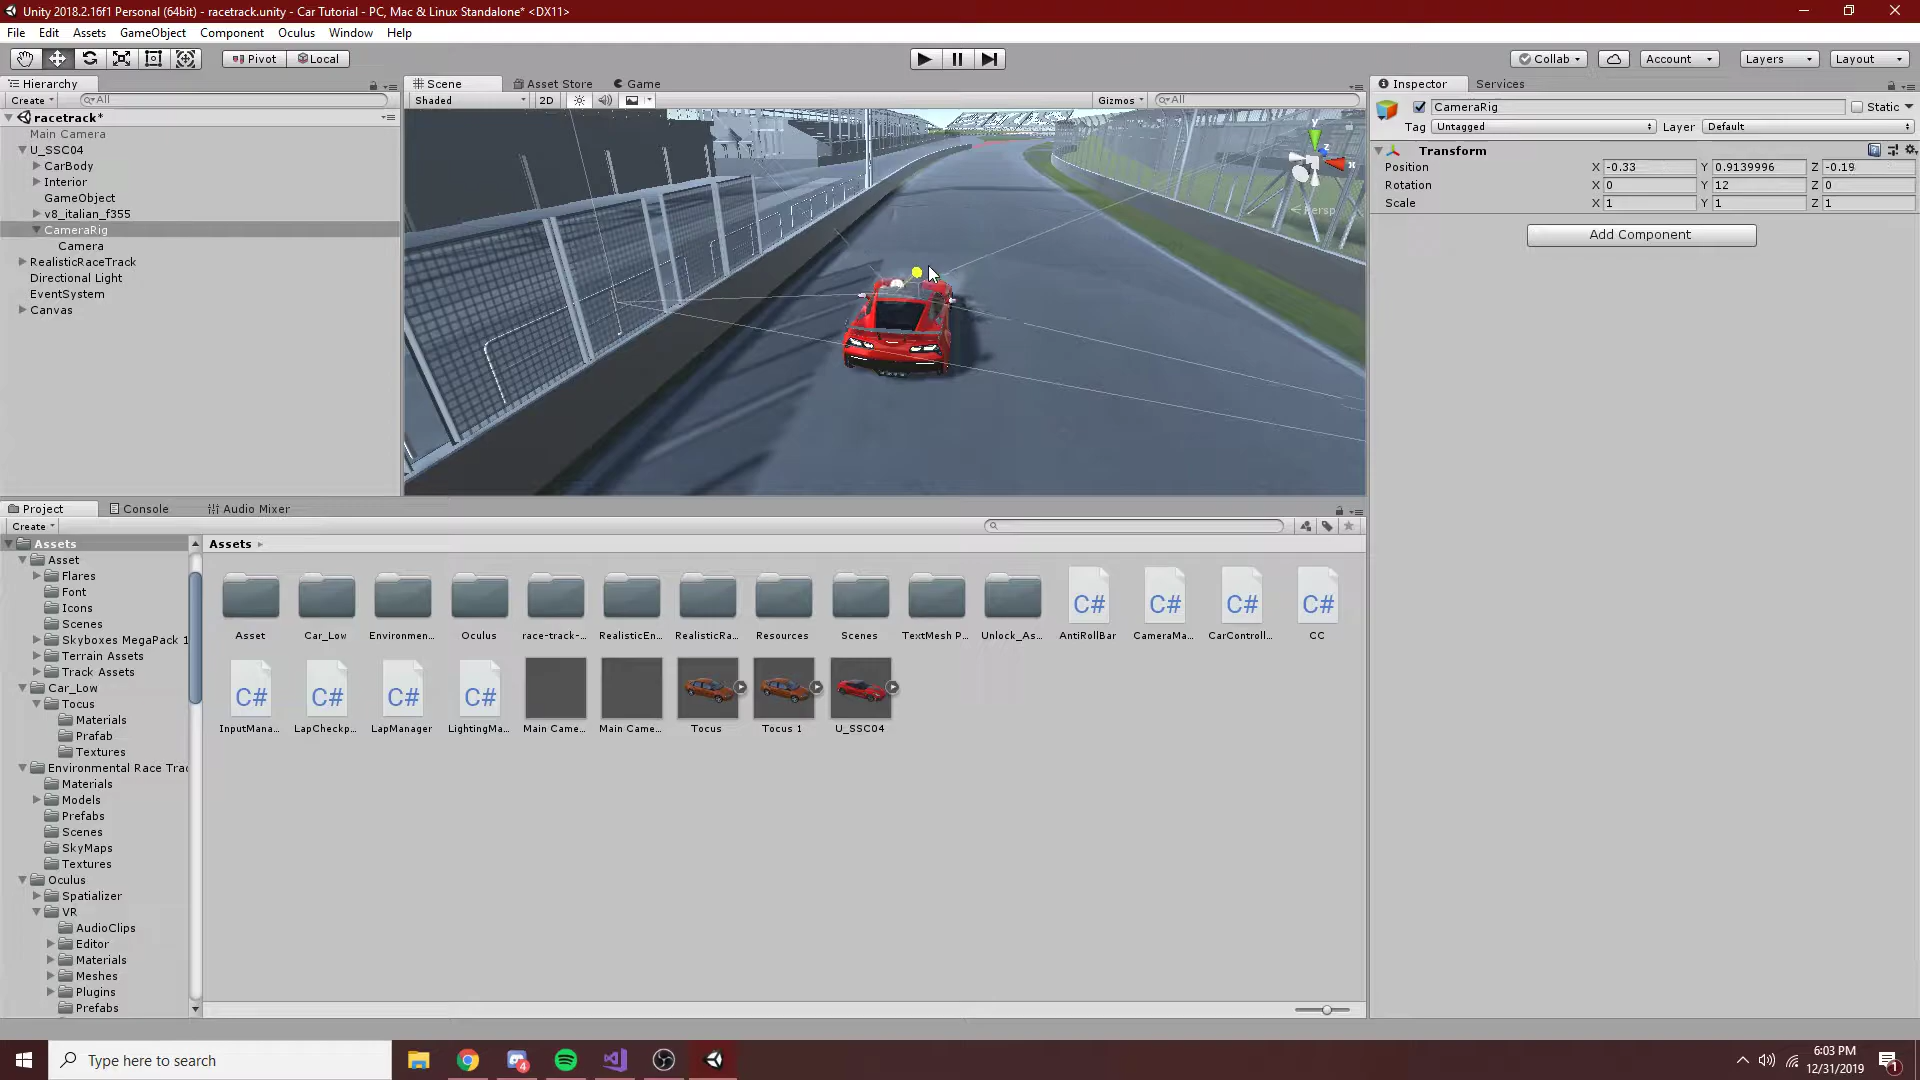 Unity 2018.2.16f1 Personal (64bit) - racetrack.unity - Car Tutorial - PC, Mac & Linux Standalone* <DX11>
File Edit Assets GameObject Component Oculus Window Help
Pivot Local Collab Account Layers Layout
Hierarchy
Create All
racetrack*
Main Camera
U_SSC04
CarBody
Interior
GameObject
v8_italian_f355
CameraRig
Camera
RealisticRaceTrack
Directional Light
EventSystem
Canvas
Scene Asset Store Game
Shaded 2D Gizmos All
y
z
x
Persp
Inspector Services
CameraRig Static
Tag Untagged Layer Default
Transform
Position X -0.33 Y 0.9139996 Z -0.19
Rotation X 0 Y 12 Z 0
Scale X 1 Y 1 Z 1
Add Component
Project Console Audio Mixer
Create
Assets
Asset
Flares
Font
Icons
Scenes
Skyboxes MegaPack 1
Terrain Assets
Track Assets
Car_Low
Tocus
Materials
Prafab
Textures
Environmental Race Trac
Materials
Models
Prefabs
Scenes
SkyMaps
Textures
Oculus
Spatializer
VR
AudioClips
Editor
Materials
Meshes
Plugins
Prefabs
Assets
C# C# C# C#
Asset Car_Low Environmen... Oculus race-track-... RealisticEn... RealisticRa... Resources Scenes TextMesh P... Unlock_As... AntiRollBar CameraMa... CarControll... CC
C# C# C# C#
InputMana... LapCheckp... LapManager LightingMa... Main Came... Main Came... Tocus Tocus 1 U_SSC04
Type here to search
4
6:03 PM
12/31/2019
1